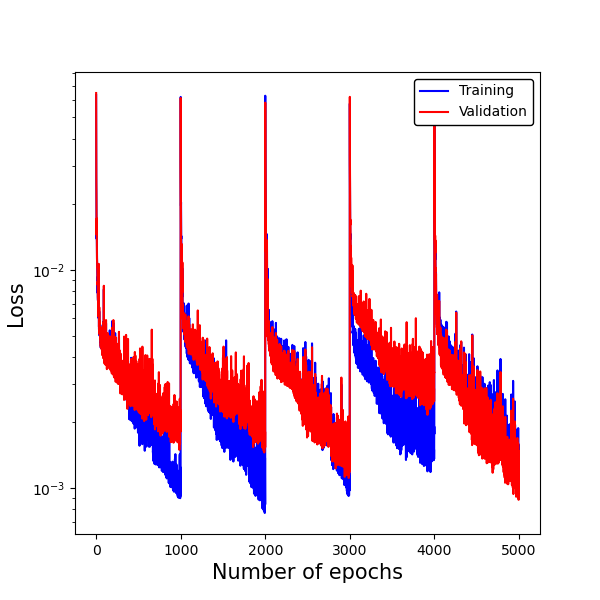 Training
Validation
Loss
10⁻²
10⁻³
0 1000 2000 3000 4000 5000
Number of epochs